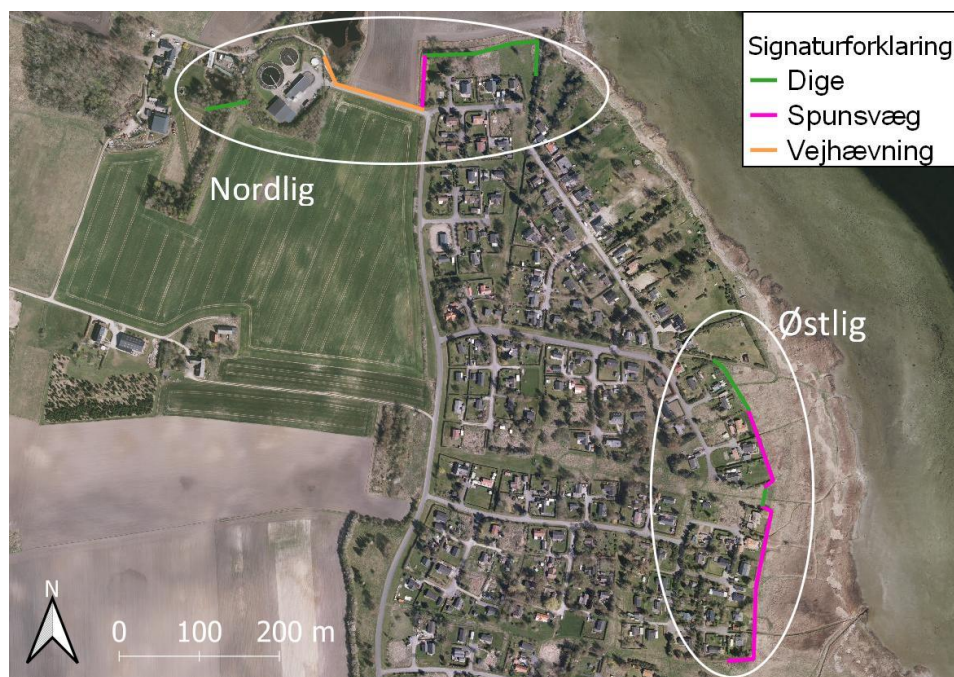 Signaturforklaring
Dige
Spunsvæg
Vejhævning
Nordlig
Østlig
N
0 100 200 m